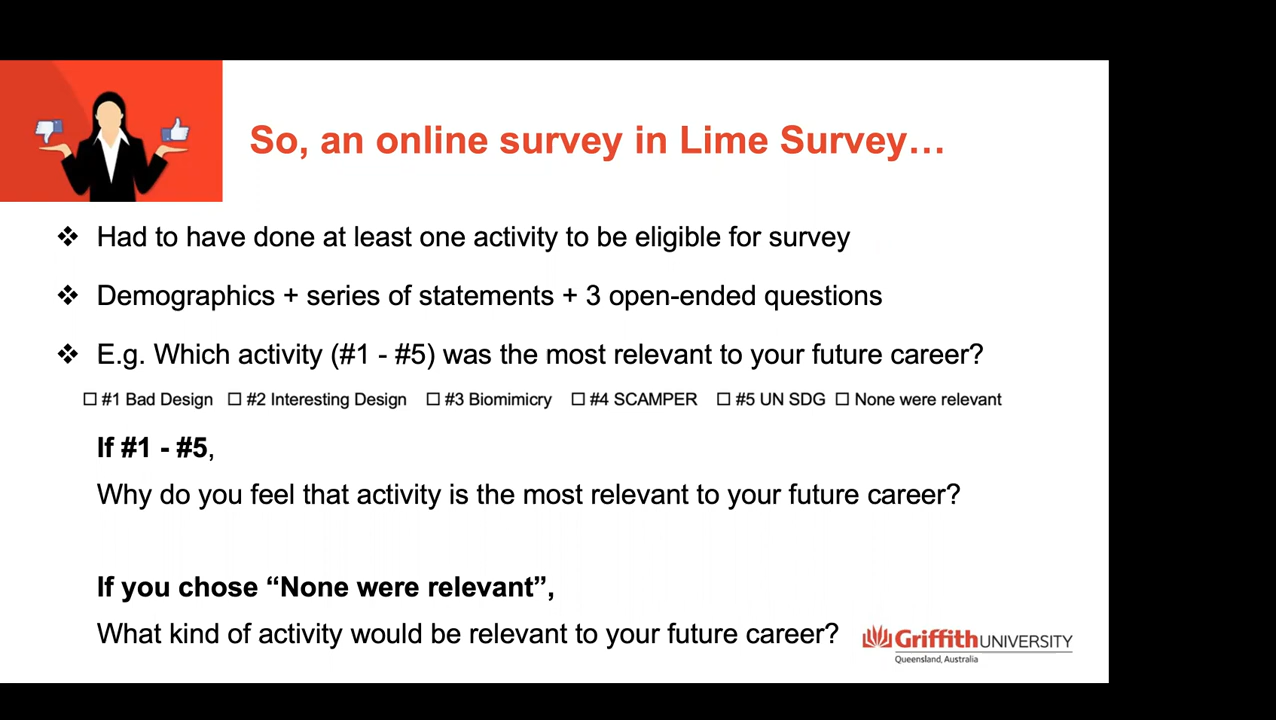 So, an online survey in Lime Survey…
❖ Had to have done at least one activity to be eligible for survey
❖ Demographics + series of statements + 3 open-ended questions
❖ E.g. Which activity (#1 - #5) was the most relevant to your future career?
☐ #1 Bad Design ☐ #2 Interesting Design ☐ #3 Biomimicry ☐ #4 SCAMPER ☐ #5 UN SDG ☐ None were relevant
If #1 - #5,
Why do you feel that activity is the most relevant to your future career?
If you chose “None were relevant”,
What kind of activity would be relevant to your future career?
Griffith UNIVERSITY
Queensland, Australia